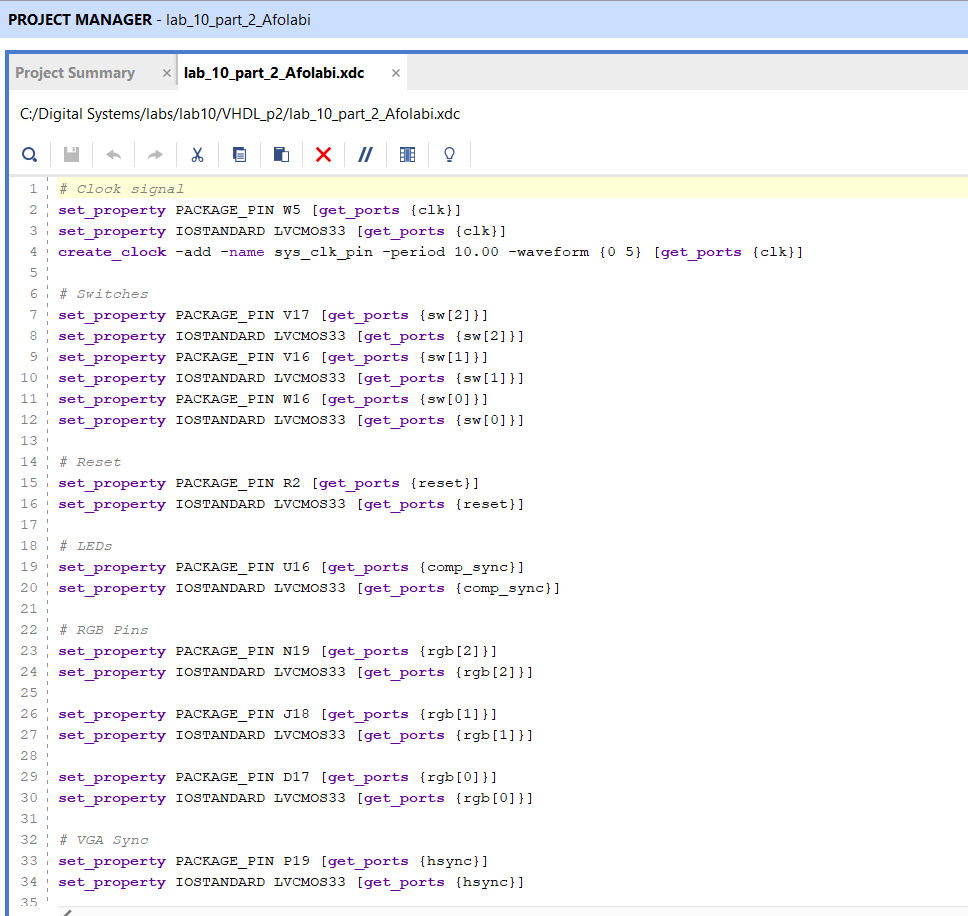 PROJECT MANAGER - lab_10_part_2_Afolabi
Project Summary × lab_10_part_2_Afolabi.xdc ×
C:/Digital Systems/labs/lab10/VHDL_p2/lab_10_part_2_Afolabi.xdc
1 # Clock signal
2 set_property PACKAGE_PIN W5 [get_ports {clk}]
3 set_property IOSTANDARD LVCMOS33 [get_ports {clk}]
4 create_clock -add -name sys_clk_pin -period 10.00 -waveform {0 5} [get_ports {clk}]
5
6 # Switches
7 set_property PACKAGE_PIN V17 [get_ports {sw[2]}]
8 set_property IOSTANDARD LVCMOS33 [get_ports {sw[2]}]
9 set_property PACKAGE_PIN V16 [get_ports {sw[1]}]
10 set_property IOSTANDARD LVCMOS33 [get_ports {sw[1]}]
11 set_property PACKAGE_PIN W16 [get_ports {sw[0]}]
12 set_property IOSTANDARD LVCMOS33 [get_ports {sw[0]}]
13
14 # Reset
15 set_property PACKAGE_PIN R2 [get_ports {reset}]
16 set_property IOSTANDARD LVCMOS33 [get_ports {reset}]
17
18 # LEDs
19 set_property PACKAGE_PIN U16 [get_ports {comp_sync}]
20 set_property IOSTANDARD LVCMOS33 [get_ports {comp_sync}]
21
22 # RGB Pins
23 set_property PACKAGE_PIN N19 [get_ports {rgb[2]}]
24 set_property IOSTANDARD LVCMOS33 [get_ports {rgb[2]}]
25
26 set_property PACKAGE_PIN J18 [get_ports {rgb[1]}]
27 set_property IOSTANDARD LVCMOS33 [get_ports {rgb[1]}]
28
29 set_property PACKAGE_PIN D17 [get_ports {rgb[0]}]
30 set_property IOSTANDARD LVCMOS33 [get_ports {rgb[0]}]
31
32 # VGA Sync
33 set_property PACKAGE_PIN P19 [get_ports {hsync}]
34 set_property IOSTANDARD LVCMOS33 [get_ports {hsync}]
35